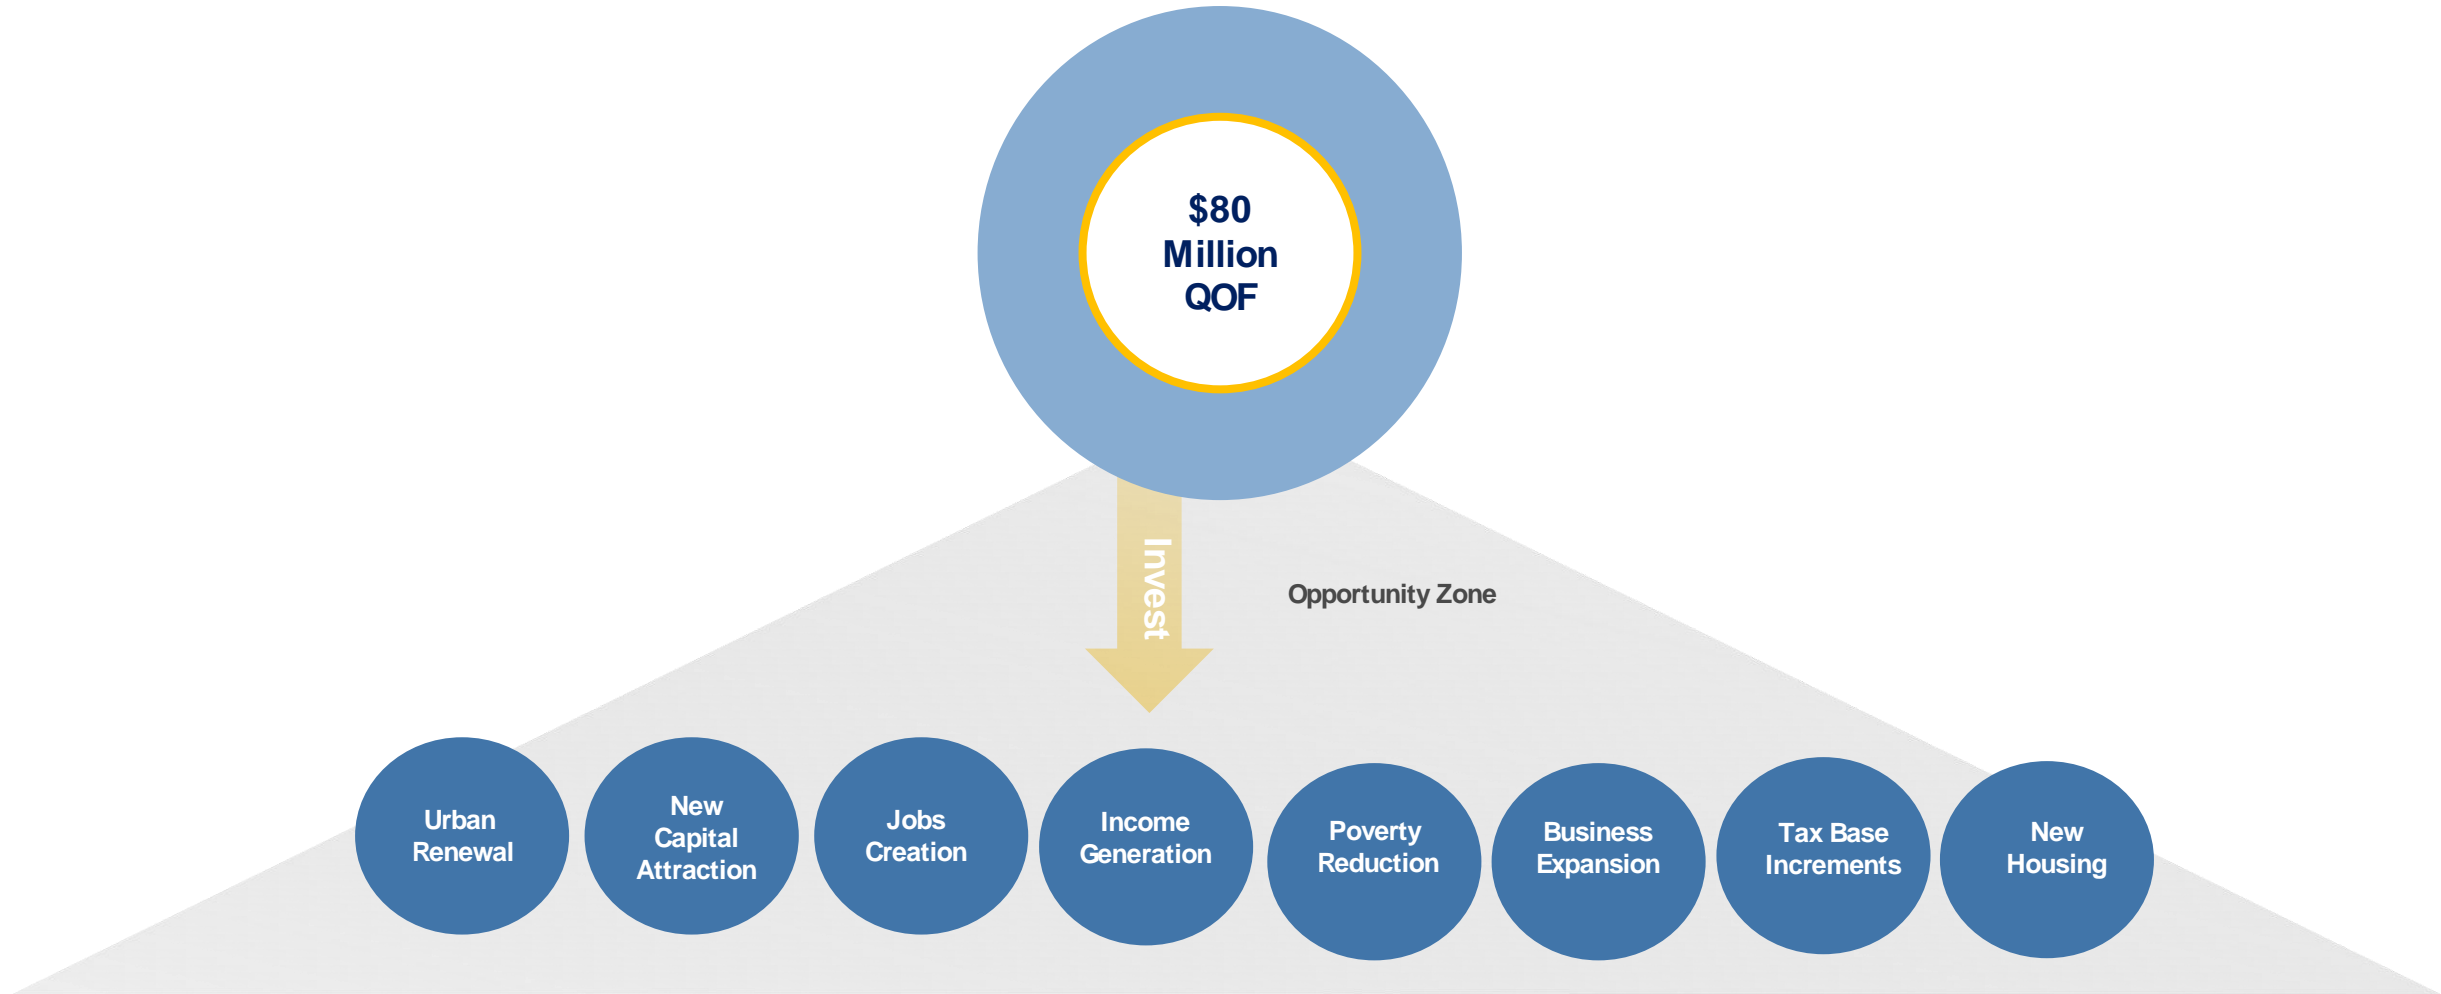 $80
Million
QOF
Invest
Opportunity Zone
Urban
Renewal
New
Capital
Attraction
Jobs
Creation
Income
Generation
Poverty
Reduction
Business
Expansion
Tax Base
Increments
New
Housing